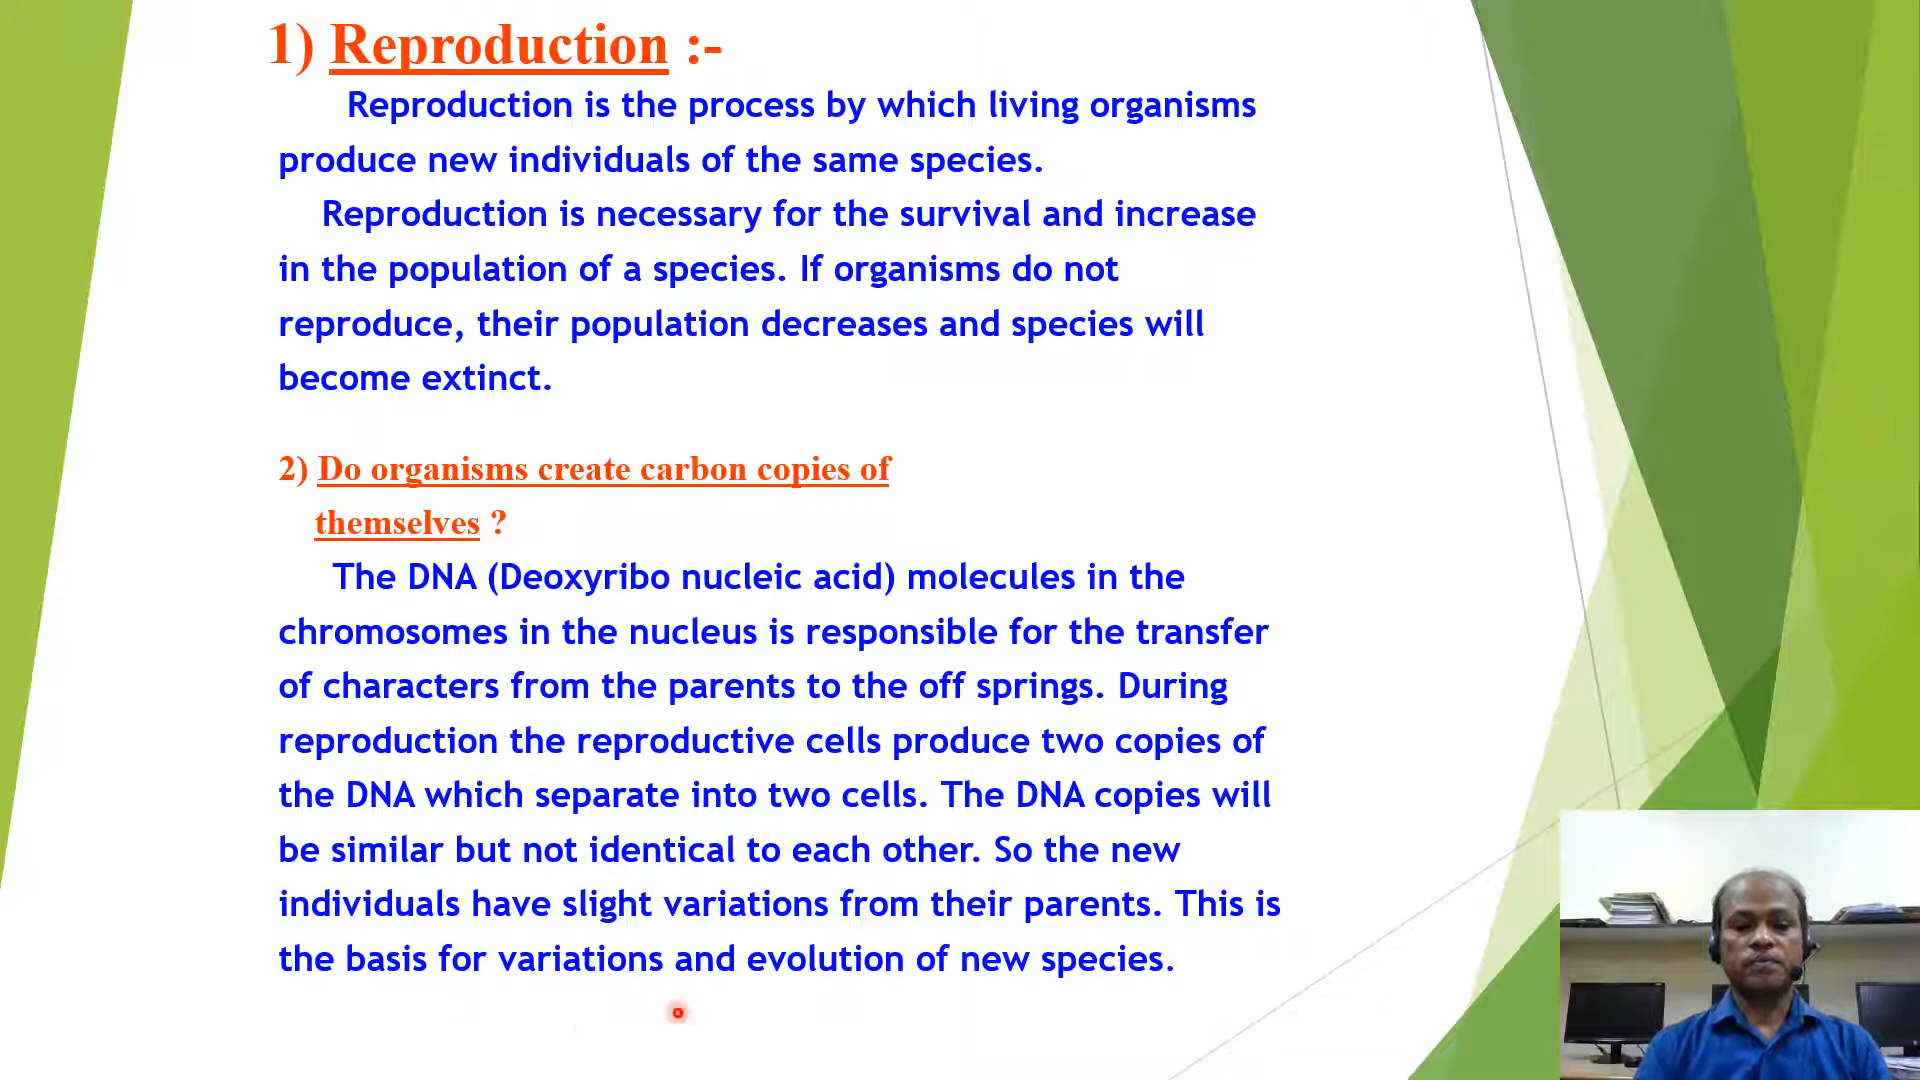 1) Reproduction :-
Reproduction is the process by which living organisms
produce new individuals of the same species.
Reproduction is necessary for the survival and increase
in the population of a species. If organisms do not
reproduce, their population decreases and species will
become extinct.
2) Do organisms create carbon copies of
themselves ?
The DNA (Deoxyribo nucleic acid) molecules in the
chromosomes in the nucleus is responsible for the transfer
of characters from the parents to the off springs. During
reproduction the reproductive cells produce two copies of
the DNA which separate into two cells. The DNA copies will
be similar but not identical to each other. So the new
individuals have slight variations from their parents. This is
the basis for variations and evolution of new species.